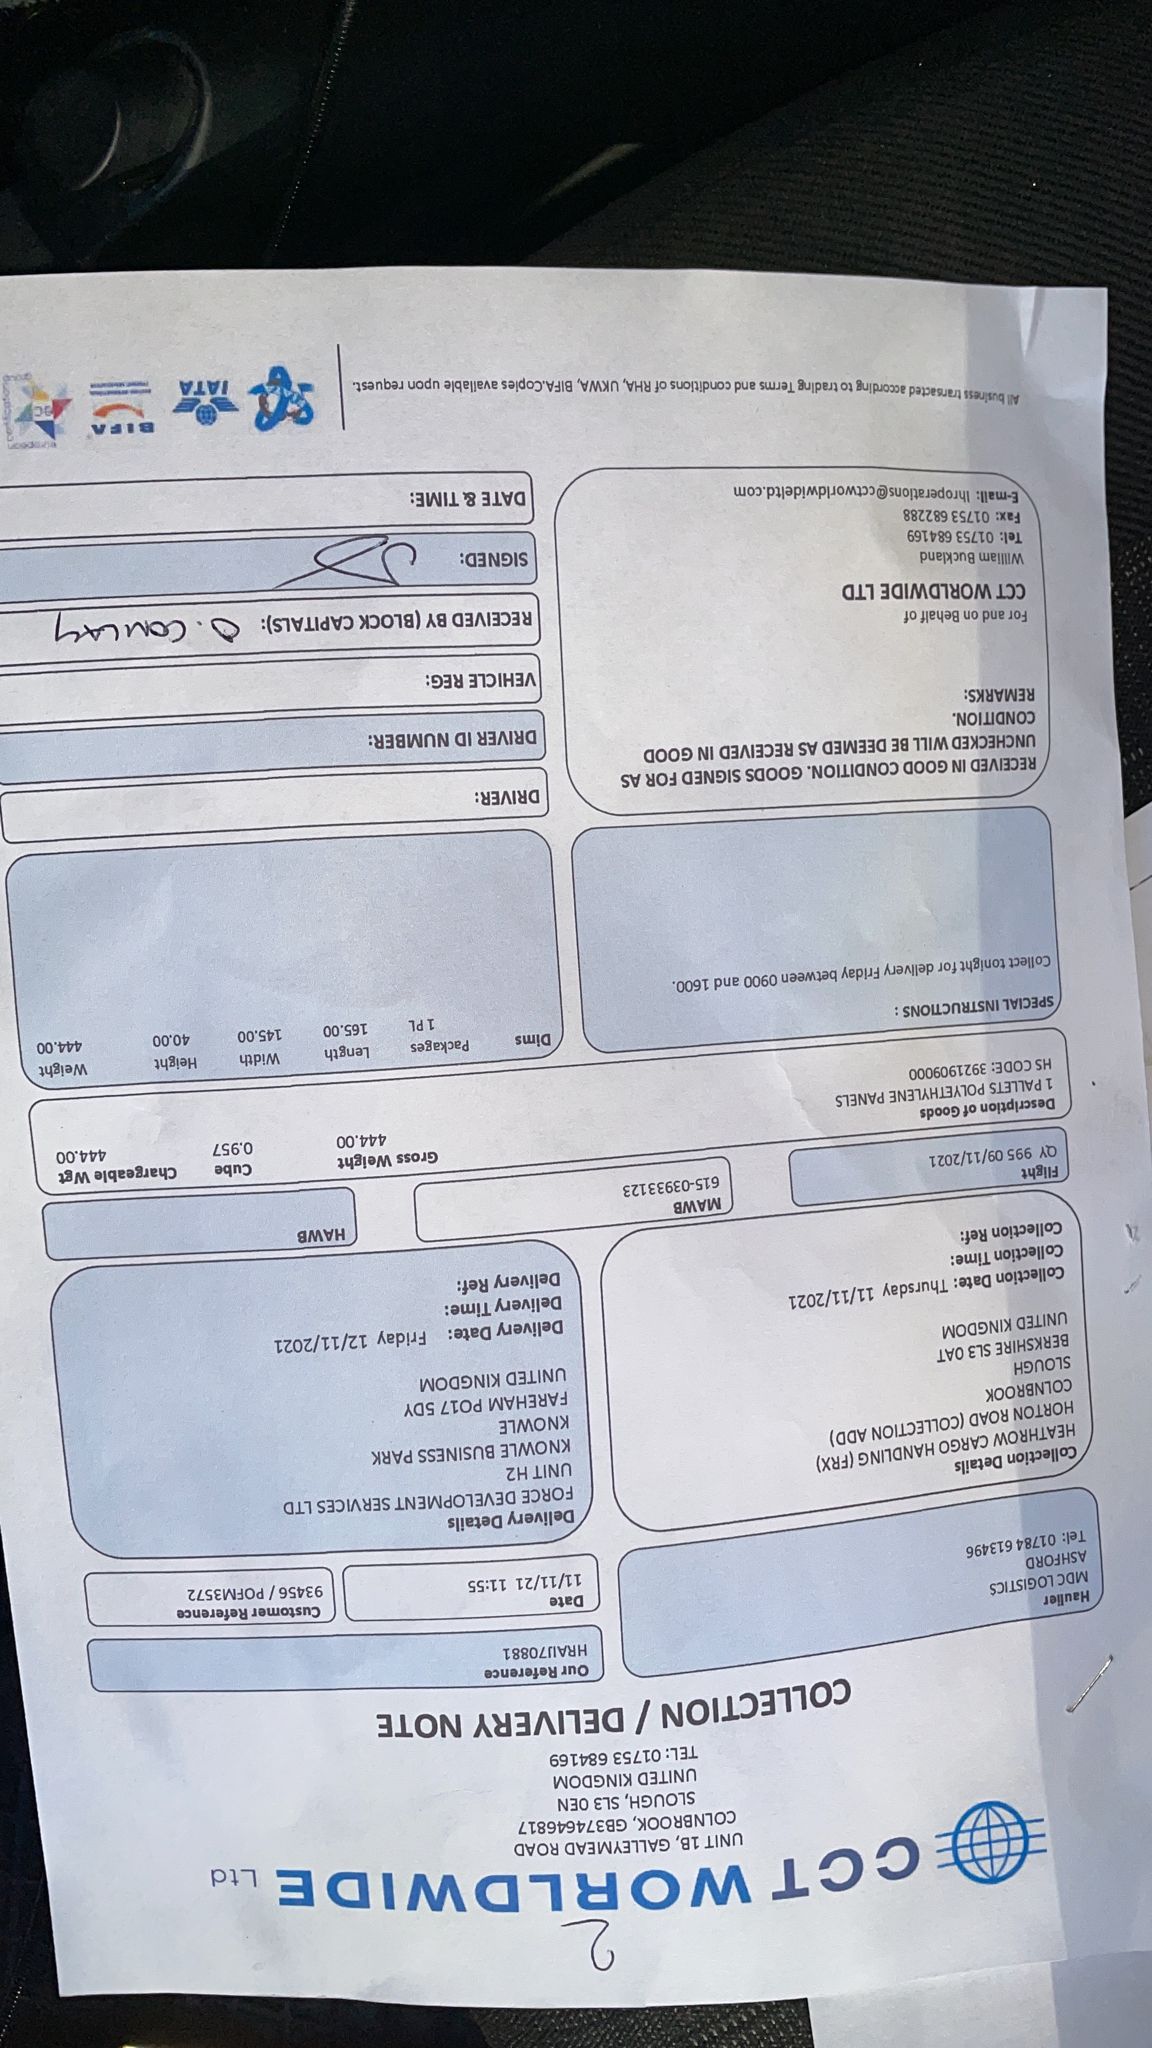 2
CCT WORLDWIDE Ltd
UNIT 1B, GALLEYMEAD ROAD
COLNBROOK, GB374646817
SLOUGH, SL3 0EN
UNITED KINGDOM
TEL: 01753 684169
COLLECTION / DELIVERY NOTE
Haulier
MDC LOGISTICS
ASHFORD
Tel: 01784 613496
Our Reference
HRAIJ70881
Date
11/11/21 11:55
Customer Reference
93456 / POFM3572
Collection Details
HEATHROW CARGO HANDLING (FRX)
HORTON ROAD (COLLECTION ADD)
COLNBROOK
SLOUGH
BERKSHIRE SL3 0AT
UNITED KINGDOM
Collection Date: Thursday 11/11/2021
Collection Time:
Collection Ref:
Delivery Details
FORCE DEVELOPMENT SERVICES LTD
UNIT H2
KNOWLE BUSINESS PARK
KNOWLE
FAREHAM PO17 5DY
UNITED KINGDOM
Delivery Date: Friday 12/11/2021
Delivery Time:
Delivery Ref:
Flight
QY 995 09/11/2021
MAWB
615-03933123
HAWB
Description of Goods
1 PALLETS POLYETHYLENE PANELS
HS CODE: 3921909000
Gross Weight Cube Chargeable Wgt
444.00 0.957 444.00
SPECIAL INSTRUCTIONS :
Collect tonight for delivery Friday between 0900 and 1600.
Dims Packages Length Width Height Weight
1 PL 165.00 145.00 40.00 444.00
RECEIVED IN GOOD CONDITION. GOODS SIGNED FOR AS
UNCHECKED WILL BE DEEMED AS RECEIVED IN GOOD
CONDITION.
REMARKS:
For and on Behalf of
CCT WORLDWIDE LTD
William Buckland
Tel: 01753 684169
Fax: 01753 682288
E-mail: lhroperations@cctworldwideltd.com
DRIVER:
DRIVER ID NUMBER:
VEHICLE REG:
RECEIVED BY (BLOCK CAPITALS):
SIGNED:
DATE & TIME:
All business transacted according to trading Terms and conditions of RHA, UKWA, BIFA.Copies available upon request.
IATA
BIFA